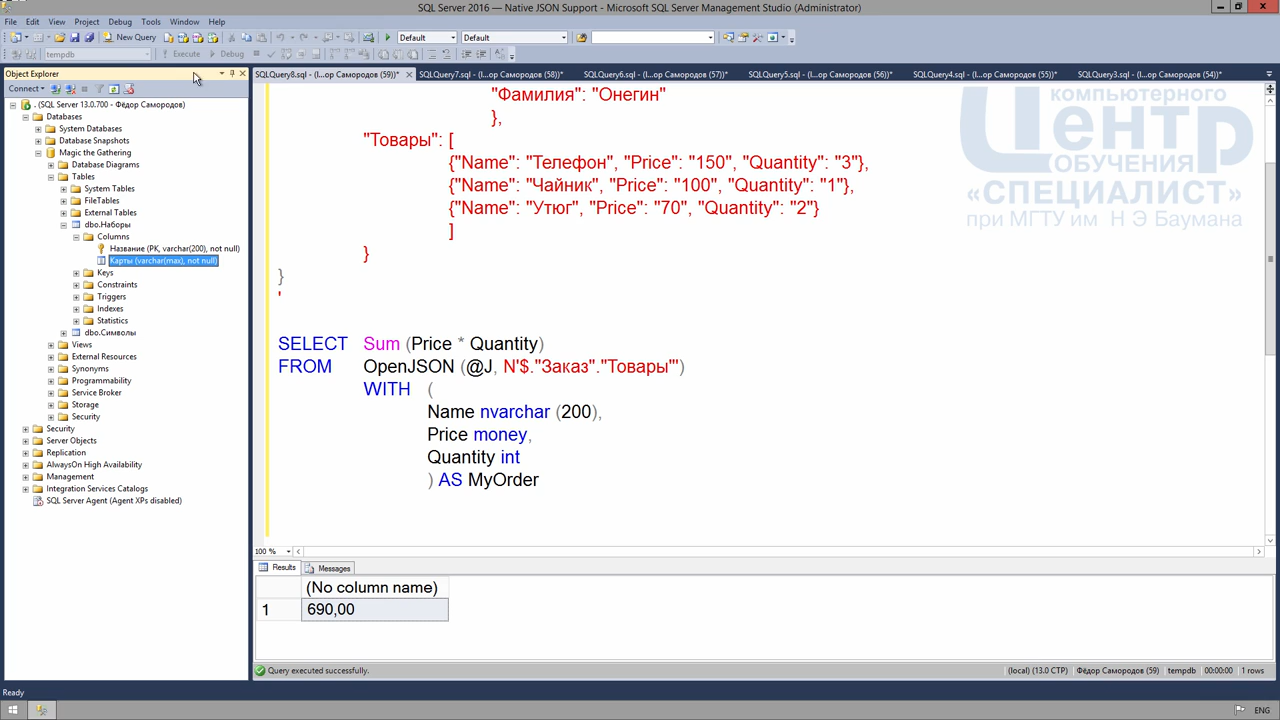 SQL Server 2016 — Native JSON Support - Microsoft SQL Server Management Studio (Administrator)
File Edit View Project Debug Tools Window Help
New Query Default Default
tempdb Execute Debug
Object Explorer
Connect
. (SQL Server 13.0.700 - Фёдор Самородов)
Databases
System Databases
Database Snapshots
Magic the Gathering
Database Diagrams
Tables
System Tables
FileTables
External Tables
dbo.Наборы
Columns
Название (PK, varchar(200), not null)
Карты (varchar(max), not null)
Keys
Constraints
Triggers
Indexes
Statistics
dbo.Символы
Views
External Resources
Synonyms
Programmability
Service Broker
Storage
Security
Security
Server Objects
Replication
AlwaysOn High Availability
Management
Integration Services Catalogs
SQL Server Agent (Agent XPs disabled)
SQLQuery8.sql - (l...ор Самородов (59))* SQLQuery7.sql - (l...ор Самородов (58))* SQLQuery6.sql - (l...ор Самородов (57))* SQLQuery5.sql - (l...ор Самородов (56))* SQLQuery4.sql - (l...ор Самородов (55))* SQLQuery3.sql - (l...ор Самородов (54))*
"Фамилия": "Онегин"
},
"Товары": [
{"Name": "Телефон", "Price": "150", "Quantity": "3"},
{"Name": "Чайник", "Price": "100", "Quantity": "1"},
{"Name": "Утюг", "Price": "70", "Quantity": "2"}
]
}
}
'
SELECT Sum (Price * Quantity)
FROM OpenJSON (@J, N'$."Заказ"."Товары"')
WITH (
Name nvarchar (200),
Price money,
Quantity int
) AS MyOrder
компьютерного
Центр
ОБУЧЕНИЯ
«СПЕЦИАЛИСТ»
при МГТУ им Н Э Баумана
100 %
Results Messages
(No column name)
1 690,00
Query executed successfully. (local) (13.0 CTP) Фёдор Самородов (59) tempdb 00:00:00 1 rows
Ready
ENG